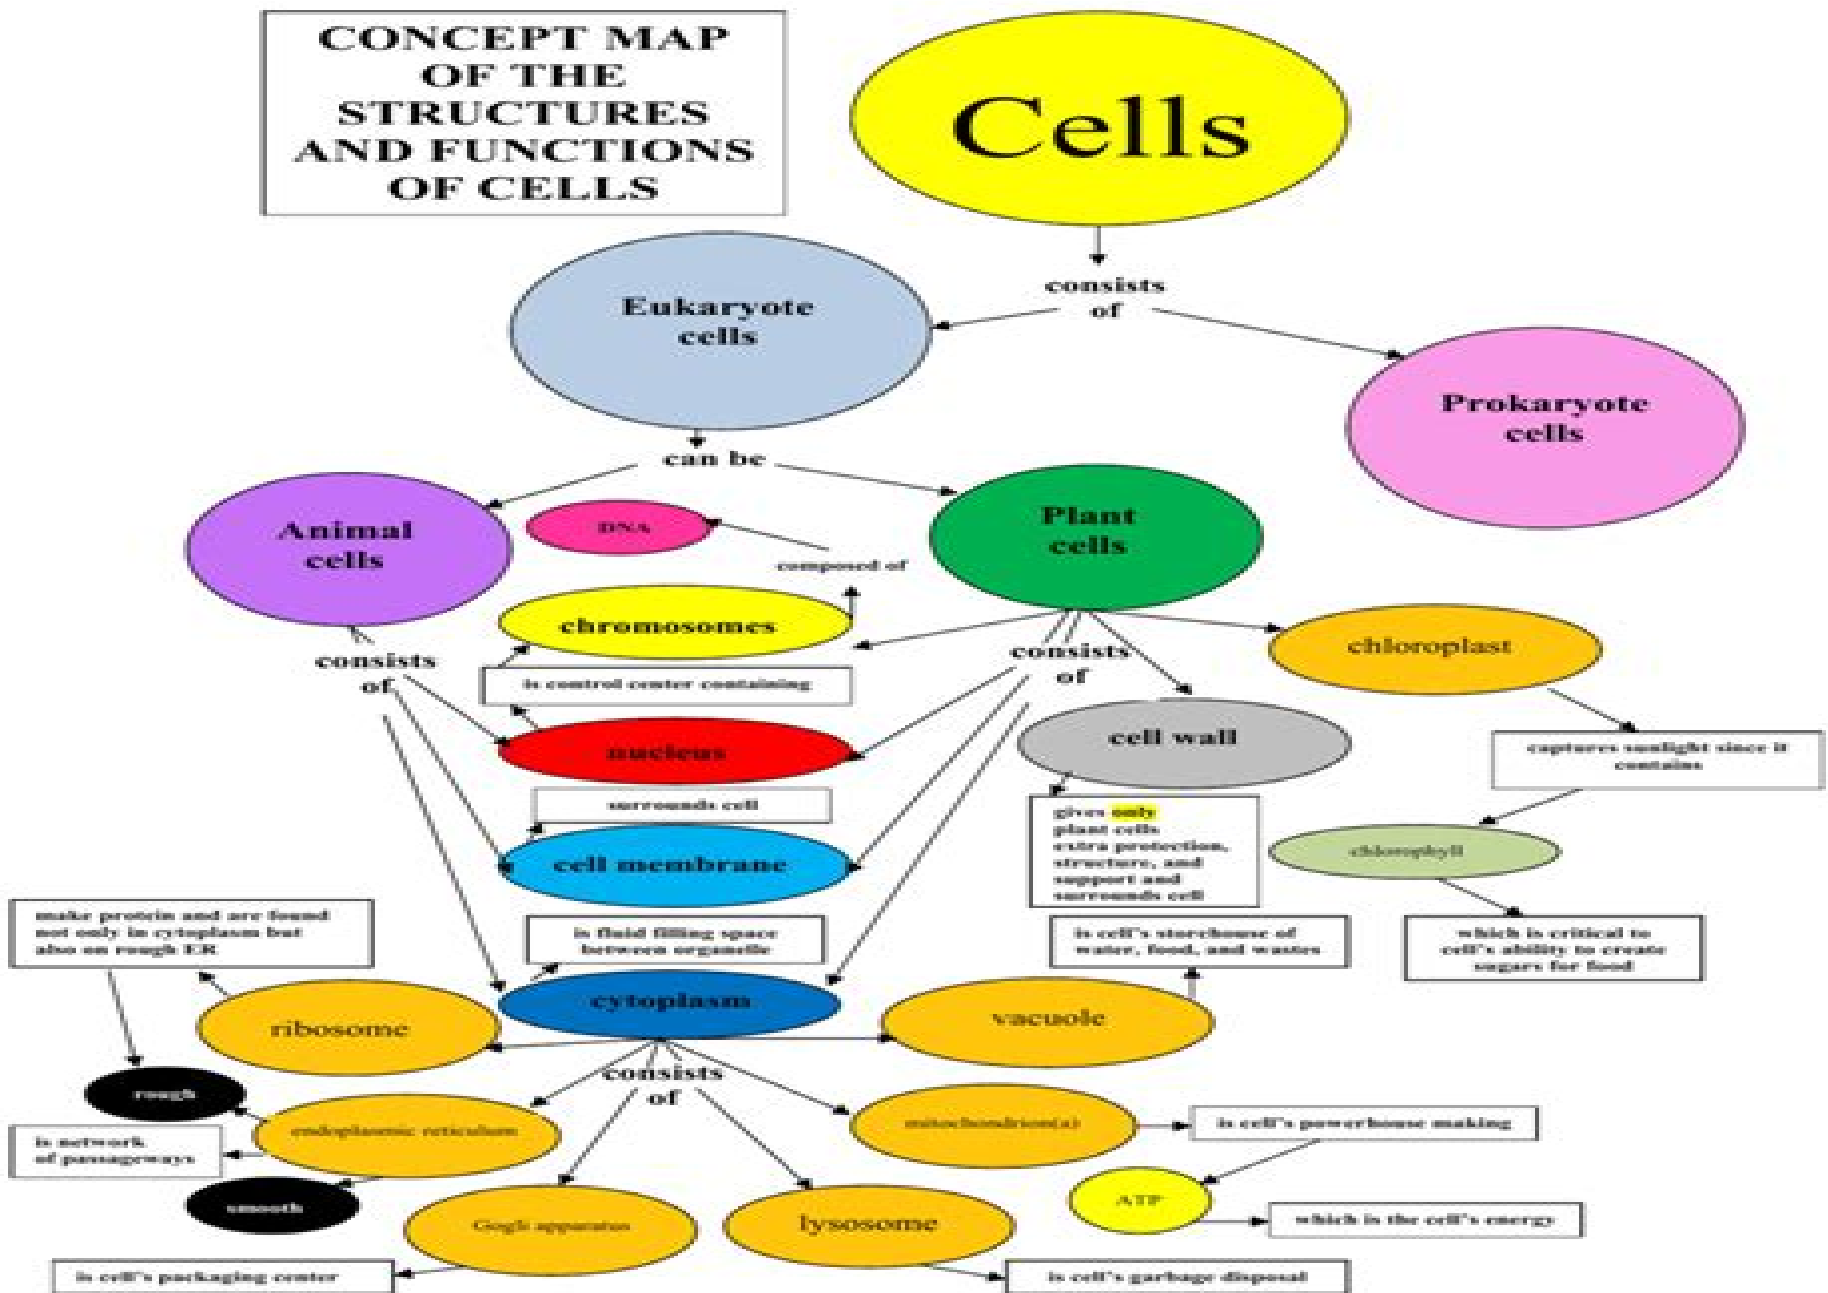 CONCEPT MAP
OF THE
STRUCTURES
AND FUNCTIONS
OF CELLS
Cells
consists
of
Eukaryote
cells
Prokaryote
cells
can be
Animal
cells
DNA
Plant
cells
composed of
chromosomes
chloroplast
consists
of
is control center containing
consists
of
nucleus
cell wall
captures sunlight since it
contains
surrounds cell
gives only
plant cells
extra protection,
structure, and
support and
surrounds cell
cell membrane
chlorophyll
make protein and are found
not only in cytoplasm but
also on rough ER
is fluid filling space
between organelle
is cell's storehouse of
water, food, and wastes
which is critical to
cell's ability to create
sugars for food
cytoplasm
ribosome
vacuole
consists
of
rough
endoplasmic reticulum
mitochondrion(a)
is cell's powerhouse making
is network
of passageways
smooth
ATP
Gogli apparatus
lysosome
which is the cell's energy
is cell's packaging center
is cell's garbage disposal